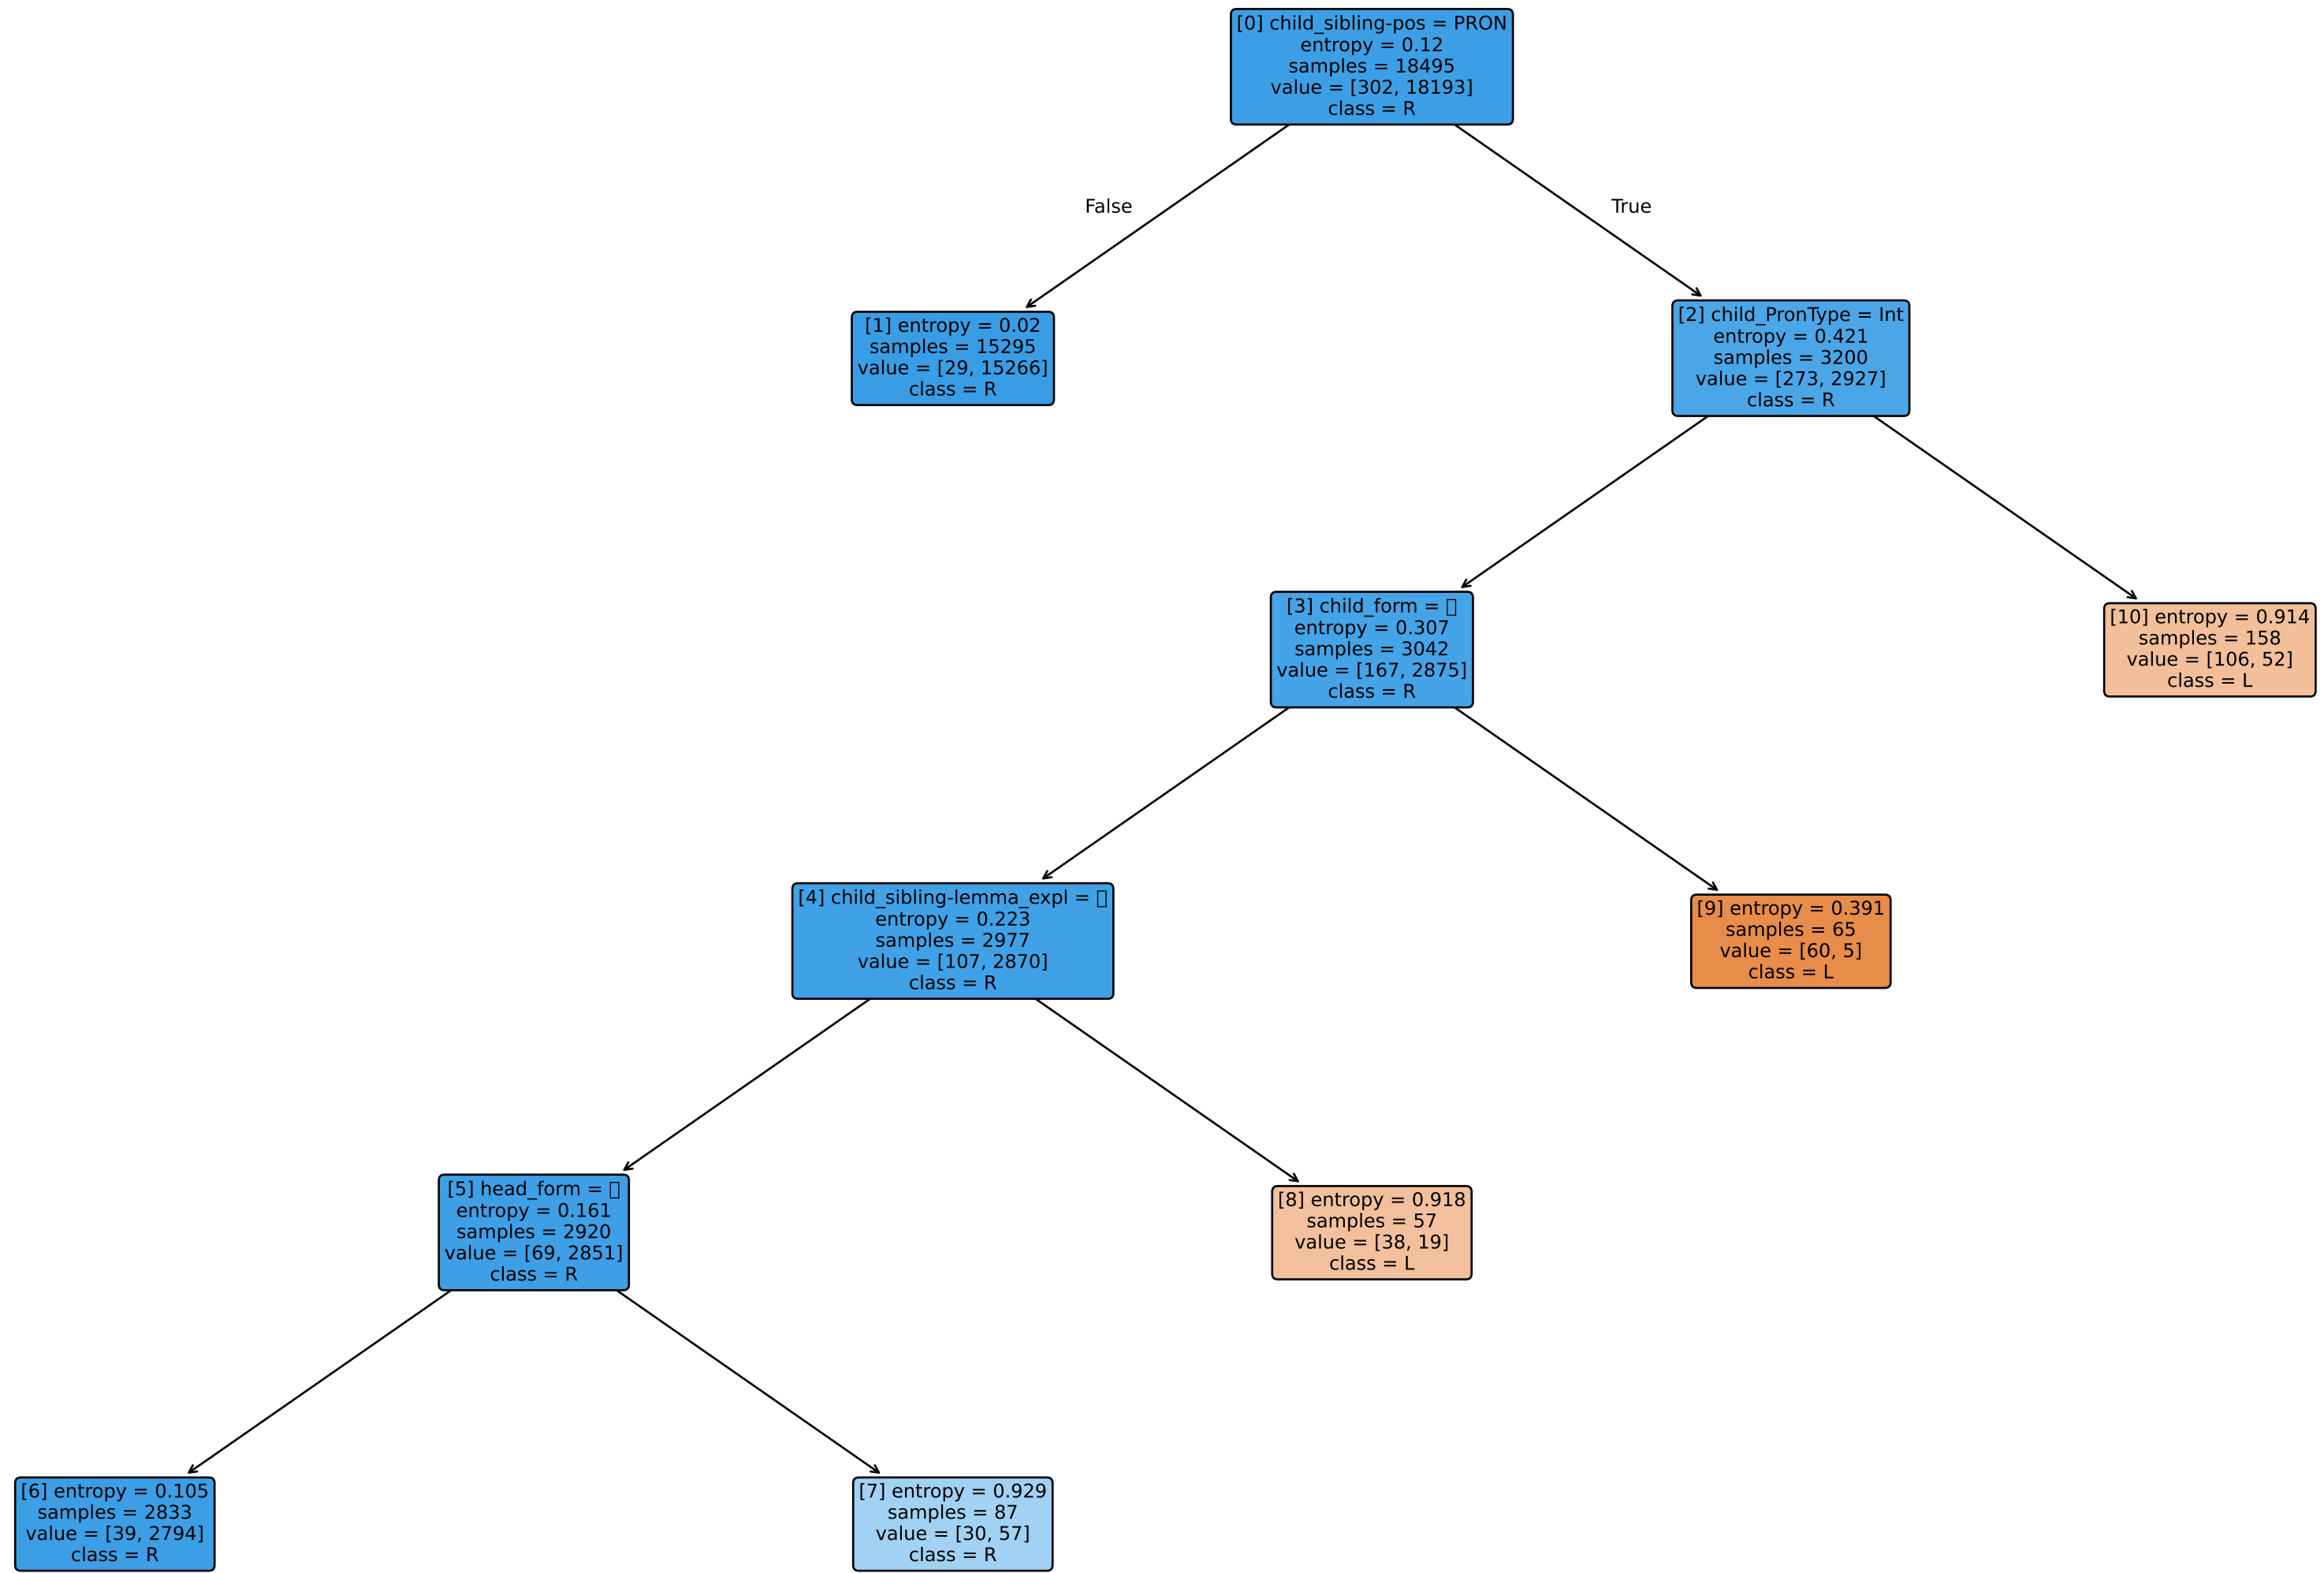 [0] child_sibling-pos = PRON
entropy = 0.12
samples = 18495
value = [302, 18193]
class = R
False
True
[1] entropy = 0.02
samples = 15295
value = [29, 15266]
class = R
[2] child_PronType = Int
entropy = 0.421
samples = 3200
value = [273, 2927]
class = R
[3] child_form =
entropy = 0.307
samples = 3042
value = [167, 2875]
class = R
[10] entropy = 0.914
samples = 158
value = [106, 52]
class = L
[4] child_sibling-lemma_expl =
entropy = 0.223
samples = 2977
value = [107, 2870]
class = R
[9] entropy = 0.391
samples = 65
value = [60, 5]
class = L
[5] head_form =
entropy = 0.161
samples = 2920
value = [69, 2851]
class = R
[8] entropy = 0.918
samples = 57
value = [38, 19]
class = L
[6] entropy = 0.105
samples = 2833
value = [39, 2794]
class = R
[7] entropy = 0.929
samples = 87
value = [30, 57]
class = R